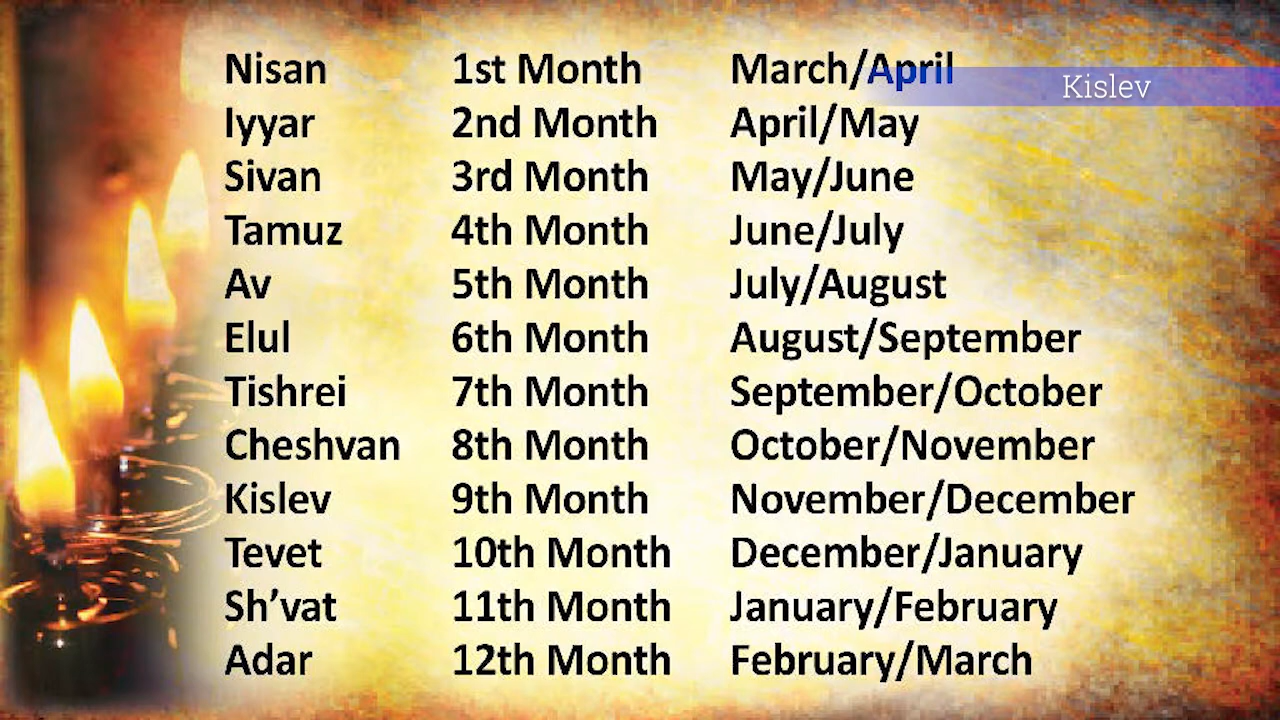 Nisan 1st Month March/April
Kislev
Iyyar 2nd Month April/May
Sivan 3rd Month May/June
Tamuz 4th Month June/July
Av 5th Month July/August
Elul 6th Month August/September
Tishrei 7th Month September/October
Cheshvan 8th Month October/November
Kislev 9th Month November/December
Tevet 10th Month December/January
Sh’vat 11th Month January/February
Adar 12th Month February/March